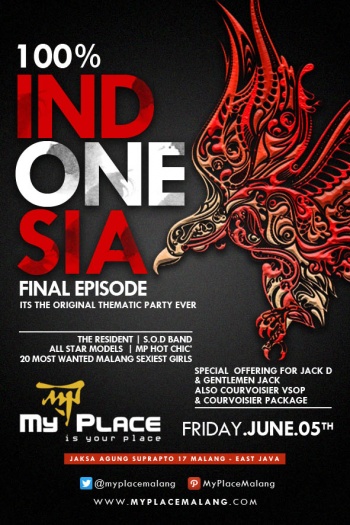 100%
IND
ONE
SIA
FINAL EPISODE
ITS THE ORIGINAL THEMATIC PARTY EVER
THE RESIDENT | S.O.D BAND
ALL STAR MODELS | MP HOT CHIC'
20 MOST WANTED MALANG SEXIEST GIRLS
SPECIAL OFFERING FOR JACK D
& GENTLEMEN JACK
ALSO COURVOISIER VSOP
& COURVOISIER PACKAGE
mp
My PLACE
is your place
FRIDAY.JUNE.05TH
JAKSA AGUNG SUPRAPTO 17 MALANG - EAST JAVA
@myplacemalang
MyPlaceMalang
WWW.MYPLACEMALANG.COM